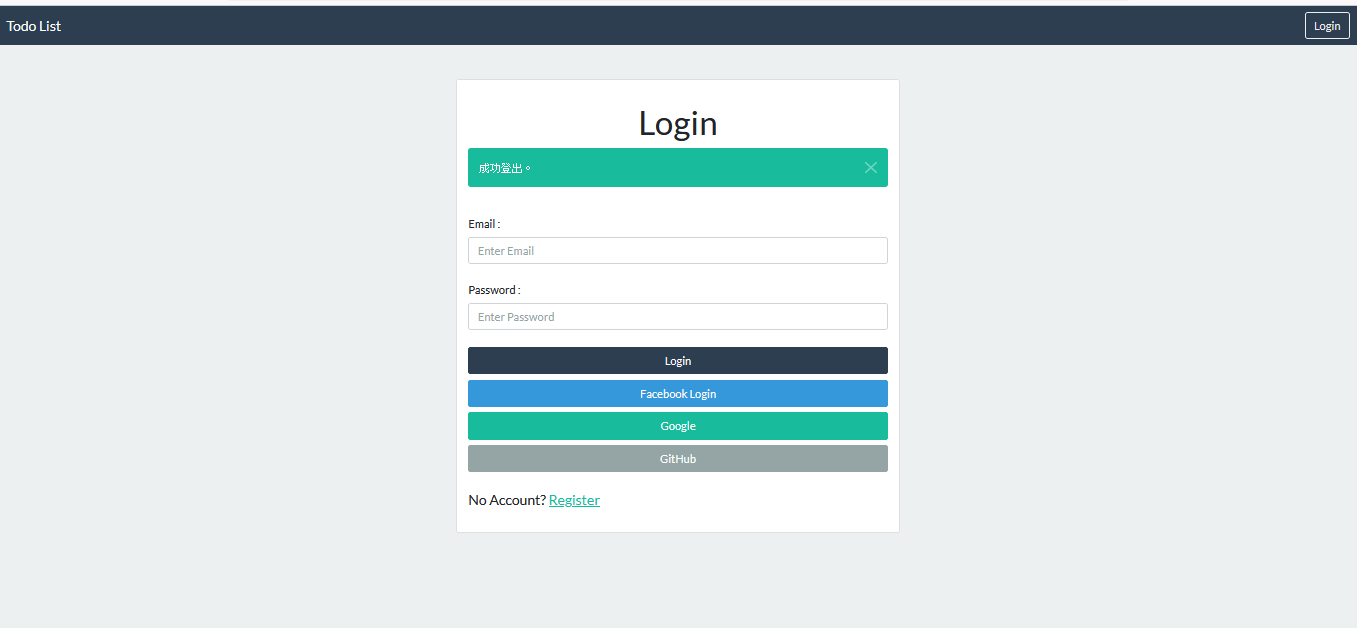 Todo List
Login
Login
成功登出。
Email :
Enter Email
Password :
Enter Password
Login
Facebook Login
Google
GitHub
No Account? Register